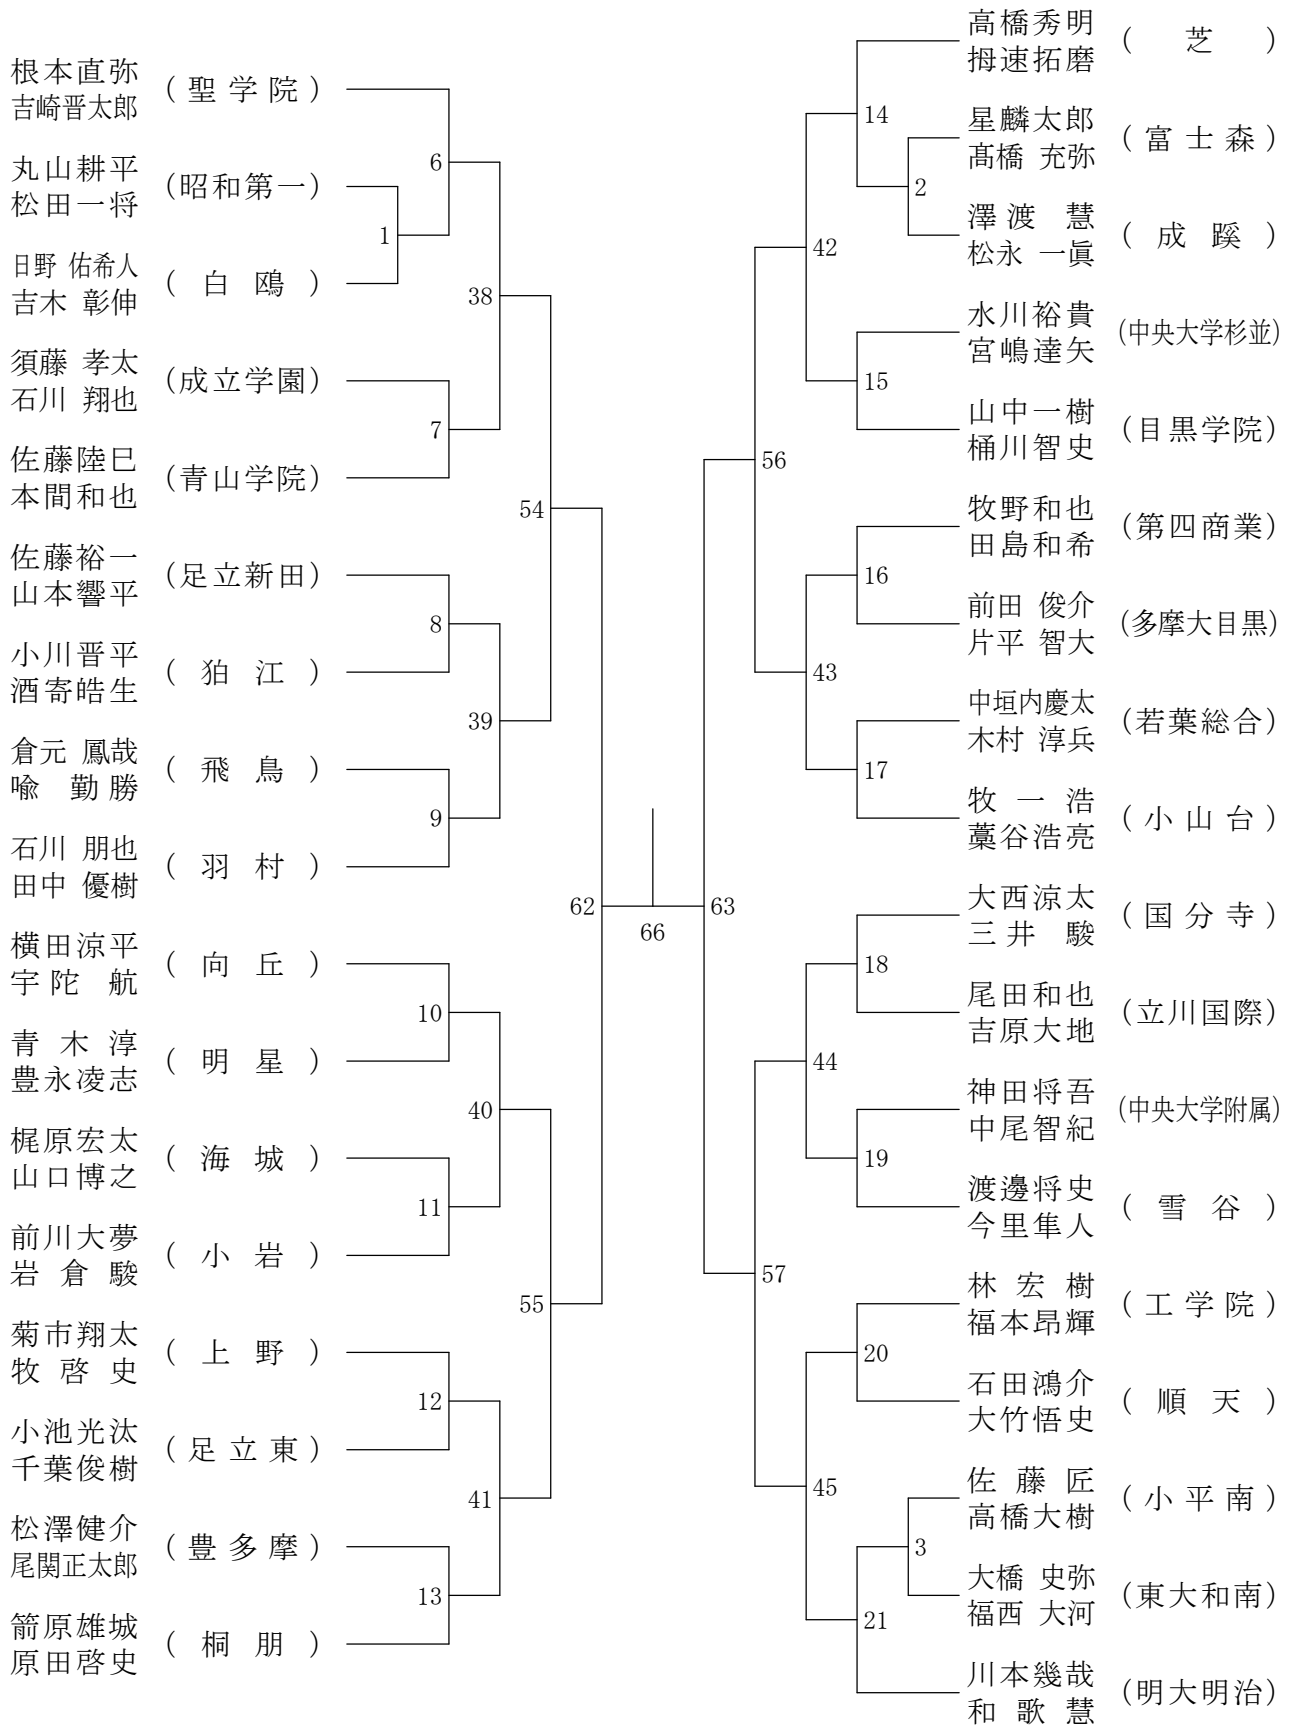 根本直弥
吉崎晋太郎
(聖学院)
丸山耕平
松田一将
(昭和第一)
日野 佑希人
吉木 彰伸
(白鴎)
須藤 孝太
石川 翔也
(成立学園)
佐藤陸巳
本間和也
(青山学院)
佐藤裕一
山本響平
(足立新田)
小川晋平
酒寄皓生
(狛江)
倉元 鳳哉
喩 勤勝
(飛鳥)
石川 朋也
田中 優樹
(羽村)
横田涼平
宇陀 航
(向丘)
青木淳
豊永凌志
(明星)
梶原宏太
山口博之
(海城)
前川大夢
岩倉駿
(小岩)
菊市翔太
牧啓史
(上野)
小池光汰
千葉俊樹
(足立東)
松澤健介
尾関正太郎
(豊多摩)
箭原雄城
原田啓史
(桐朋)
1
6
7
38
8
9
39
54
10
11
40
12
13
41
55
62
66
63
56
42
14
2
15
43
16
17
57
44
18
19
45
20
3
21
高橋秀明
拇速拓磨
(芝)
星麟太郎
髙橋 充弥
(富士森)
澤渡 慧
松永 一眞
(成蹊)
水川裕貴
宮嶋達矢
(中央大学杉並)
山中一樹
桶川智史
(目黒学院)
牧野和也
田島和希
(第四商業)
前田 俊介
片平 智大
(多摩大目黒)
中垣内慶太
木村 淳兵
(若葉総合)
牧一浩
藁谷浩亮
(小山台)
大西涼太
三井 駿
(国分寺)
尾田和也
吉原大地
(立川国際)
神田将吾
中尾智紀
(中央大学附属)
渡邊将史
今里隼人
(雪谷)
林宏樹
福本昂輝
(工学院)
石田鴻介
大竹悟史
(順天)
佐藤匠
高橋大樹
(小平南)
大橋 史弥
福西 大河
(東大和南)
川本幾哉
和歌慧
(明大明治)